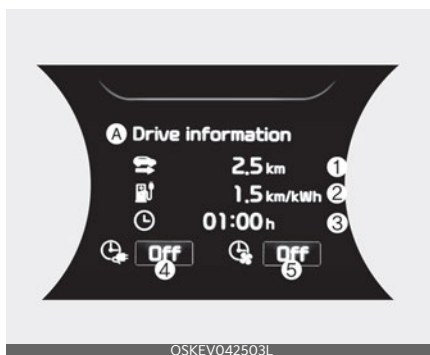 A Drive information
2.5 km 1
1.5 km/kWh 2
01:00 h 3
Off Off
4 5
OSKEV042503L